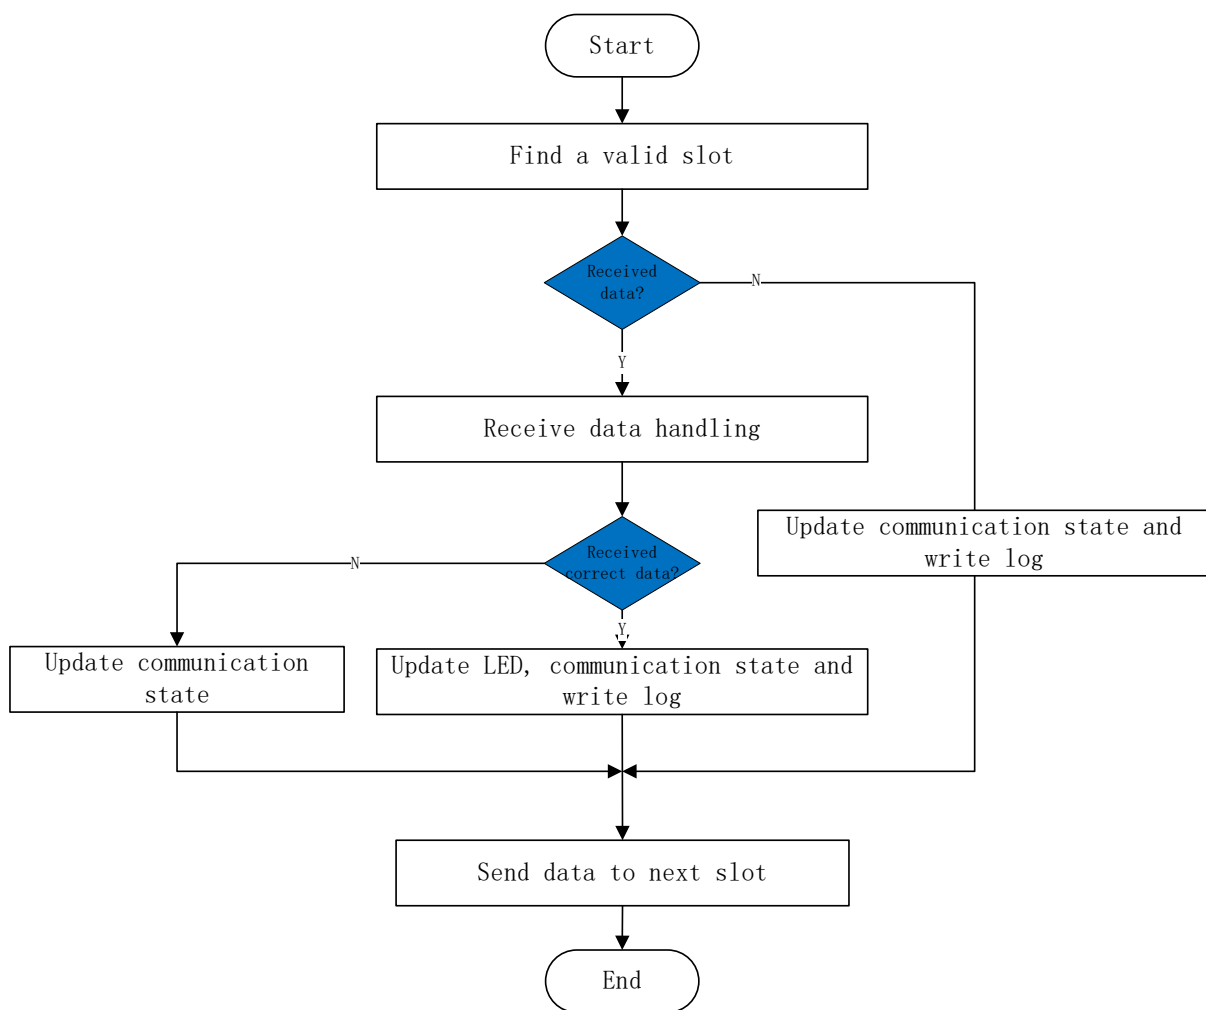 Start
Find a valid slot
Received
data?
N
Y
Receive data handling
Update communication state and
write log
Received
correct data?
N
Y
Update communication
state
Update LED, communication state and
write log
Send data to next slot
End